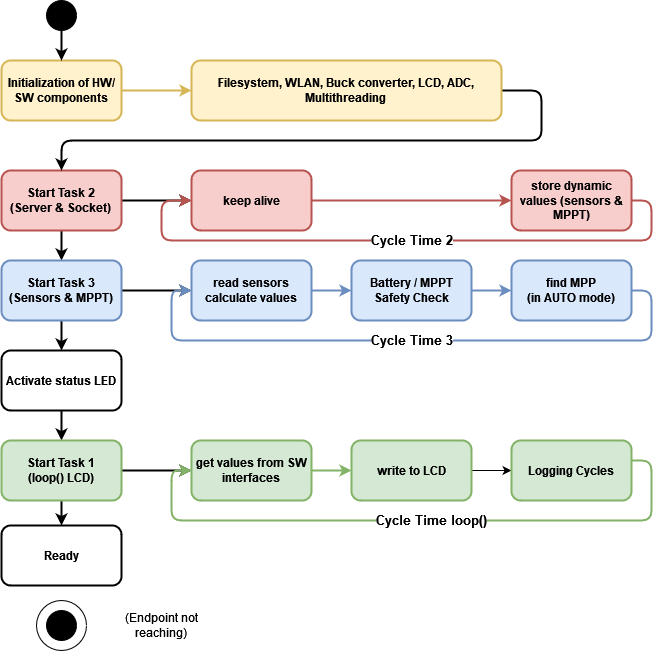 Initialization of HW/
SW components
Filesystem, WLAN, Buck converter, LCD, ADC,
Multithreading
Start Task 2
(Server & Socket)
keep alive
store dynamic
values (sensors &
MPPT)
Cycle Time 2
Start Task 3
(Sensors & MPPT)
read sensors
calculate values
Battery / MPPT
Safety Check
find MPP
(in AUTO mode)
Cycle Time 3
Activate status LED
Start Task 1
(loop() LCD)
get values from SW
interfaces
write to LCD
Logging Cycles
Cycle Time loop()
Ready
(Endpoint not
reaching)